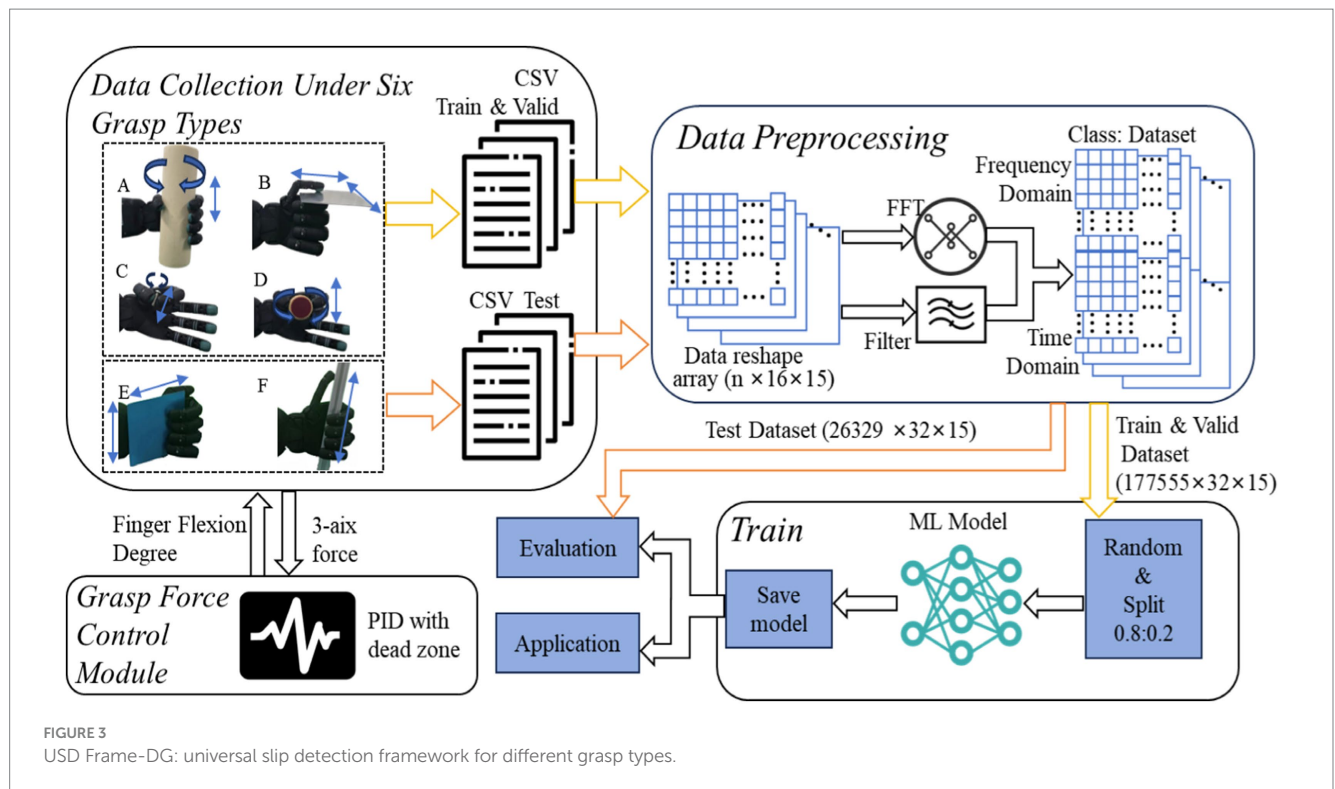 Data Collection Under Six
Grasp Types
A
B
C
D
E
F
CSV
Train & Valid
CSV Test
Data Preprocessing
Class: Dataset
Frequency
Domain
FFT
Filter
Time
Domain
Data reshape
array (n ×16×15)
Test Dataset (26329 ×32×15)
Train & Valid
Dataset
(177555×32×15)
Finger Flexion
Degree
3-aix
force
Grasp Force
Control
Module
PID with
dead zone
Evaluation
Application
Train
ML Model
Save
model
Random
&
Split
0.8:0.2
FIGURE 3
USD Frame-DG: universal slip detection framework for different grasp types.